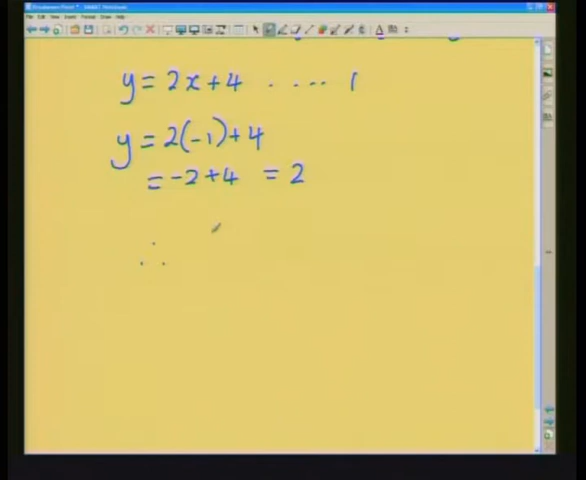 y = 2x + 4 ..... 1
y = 2(-1) + 4
= -2 + 4 = 2
∴